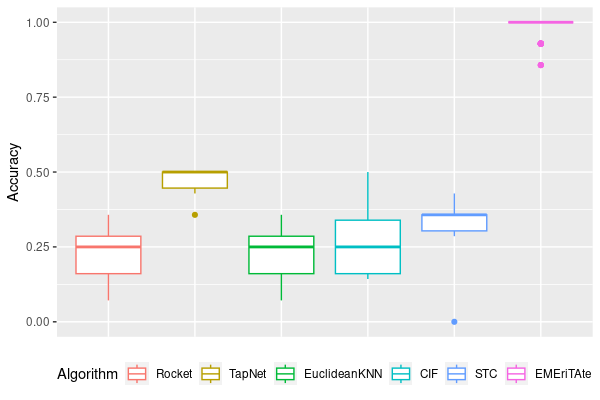 1.00
0.75
0.50
0.25
0.00
Accuracy
Algorithm Rocket TapNet EuclideanKNN CIF STC EMEriTAte